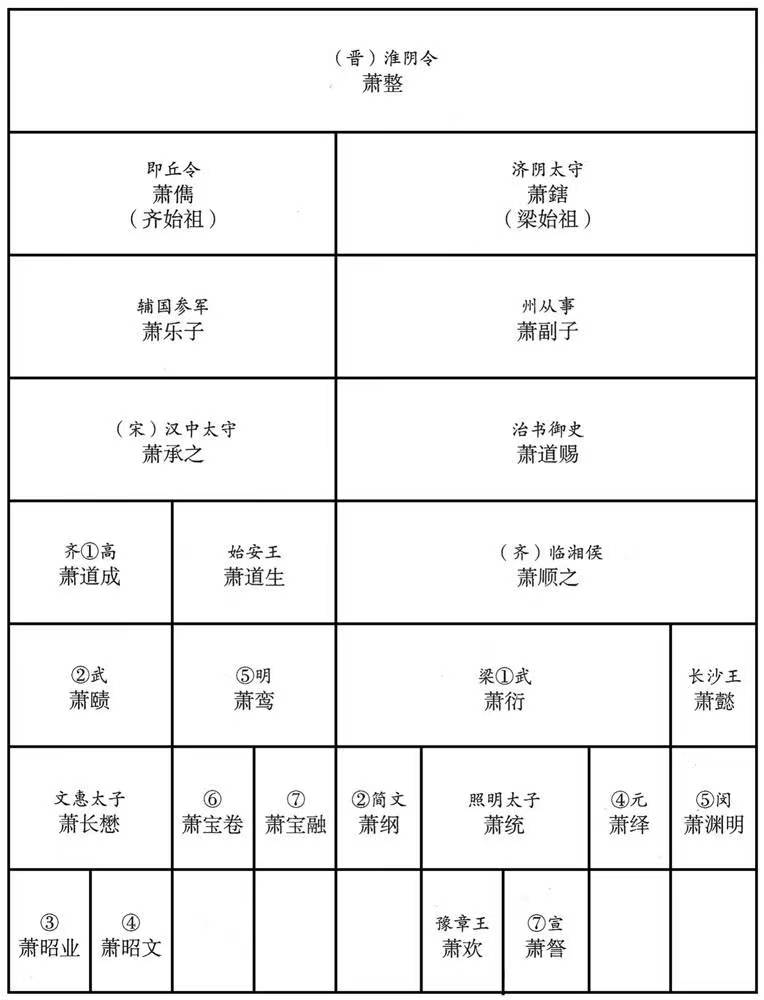 （晋）淮阴令
萧整
即丘令
萧儁
（齐始祖）
济阴太守
萧鎋
（梁始祖）
辅国参军
萧乐子
州从事
萧副子
（宋）汉中太守
萧承之
治书御史
萧道赐
齐①高
萧道成
始安王
萧道生
（齐）临湘侯
萧顺之
②武
萧赜
⑤明
萧鸾
梁①武
萧衍
长沙王
萧懿
文惠太子
萧长懋
⑥
萧宝卷
⑦
萧宝融
②简文
萧纲
照明太子
萧统
④元
萧绎
⑤闵
萧渊明
③
萧昭业
④
萧昭文
豫章王
萧欢
⑦宣
萧詧